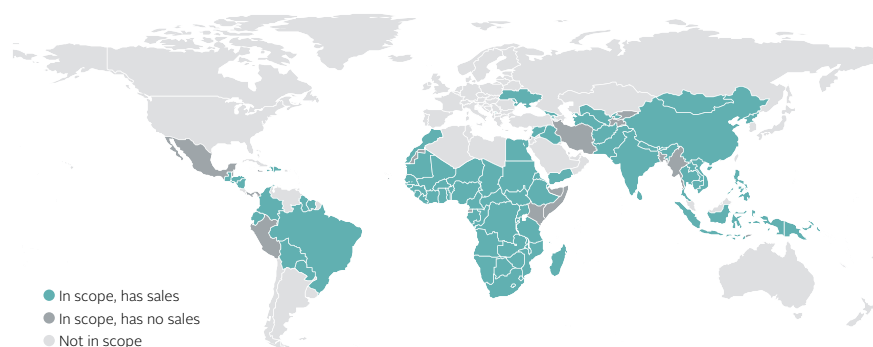 In scope, has sales
In scope, has no sales
Not in scope